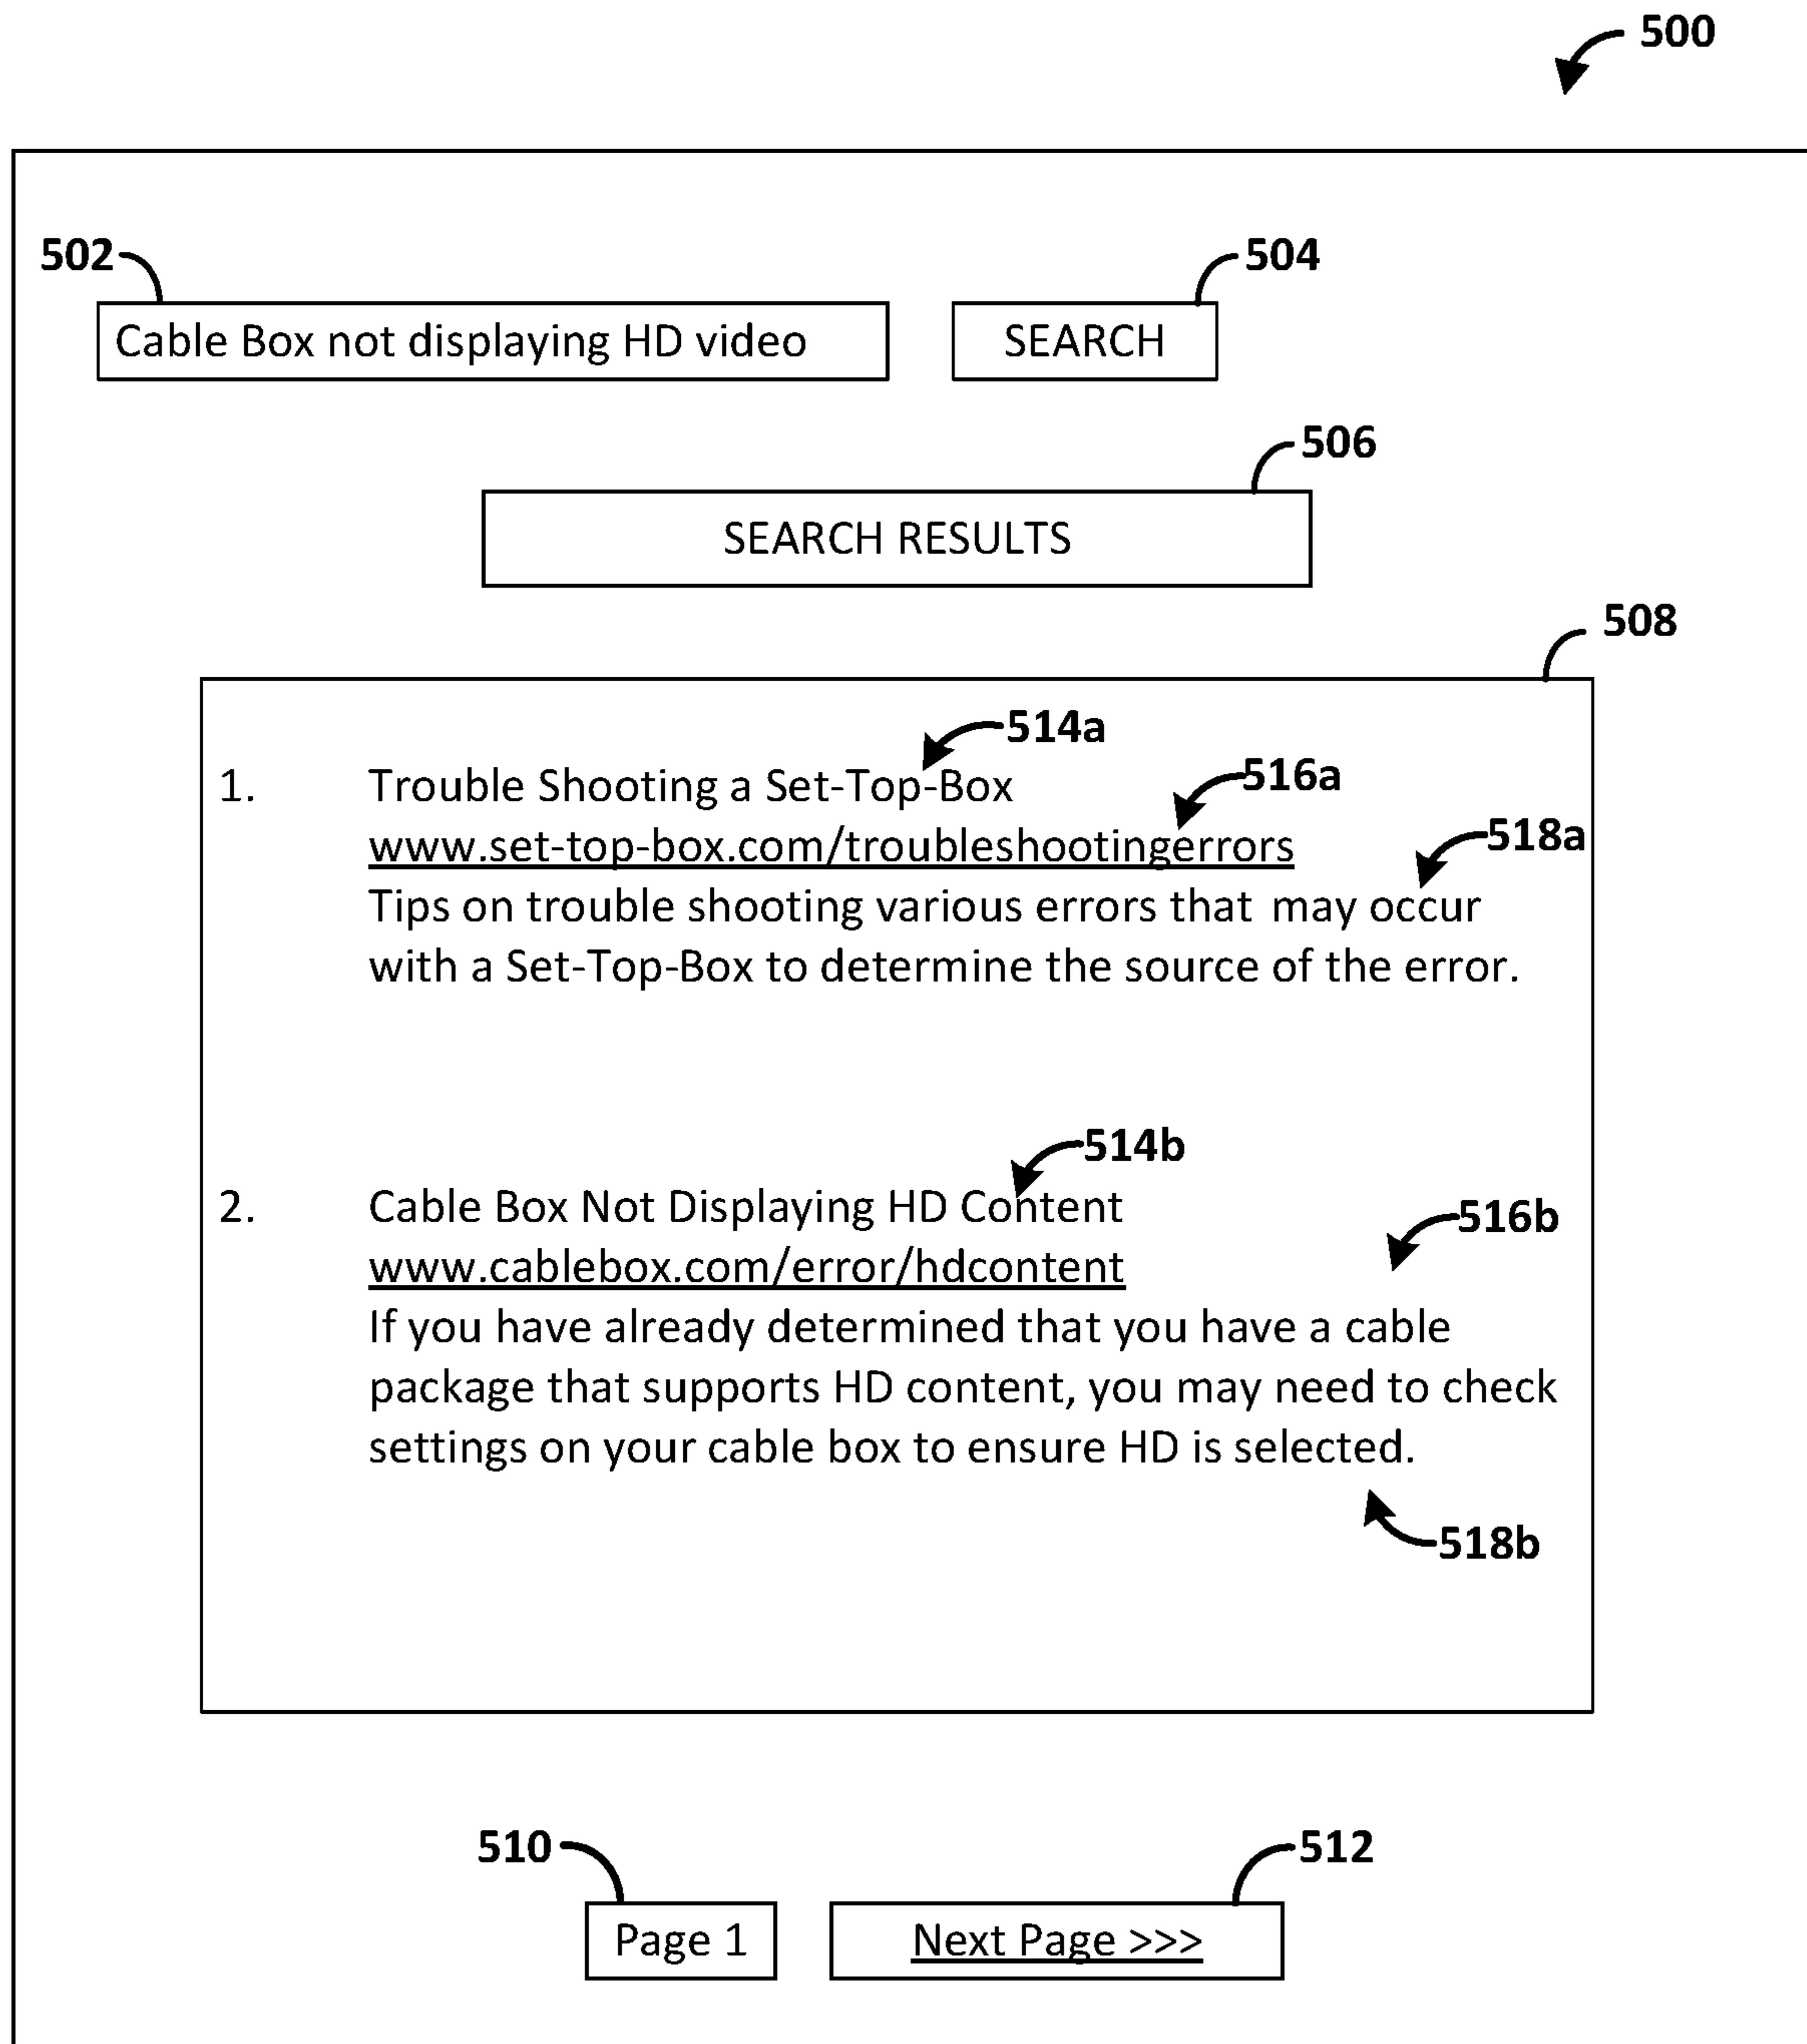 500
502
504
Cable Box not displaying HD video
SEARCH
506
SEARCH RESULTS
508
514a
1. Trouble Shooting a Set-Top-Box
516a
www.set-top-box.com/troubleshootingerrors
518a
Tips on trouble shooting various errors that may occur
with a Set-Top-Box to determine the source of the error.
514b
2. Cable Box Not Displaying HD Content
516b
www.cablebox.com/error/hdcontent
If you have already determined that you have a cable
package that supports HD content, you may need to check
settings on your cable box to ensure HD is selected.
518b
510
512
Page 1
Next Page >>>